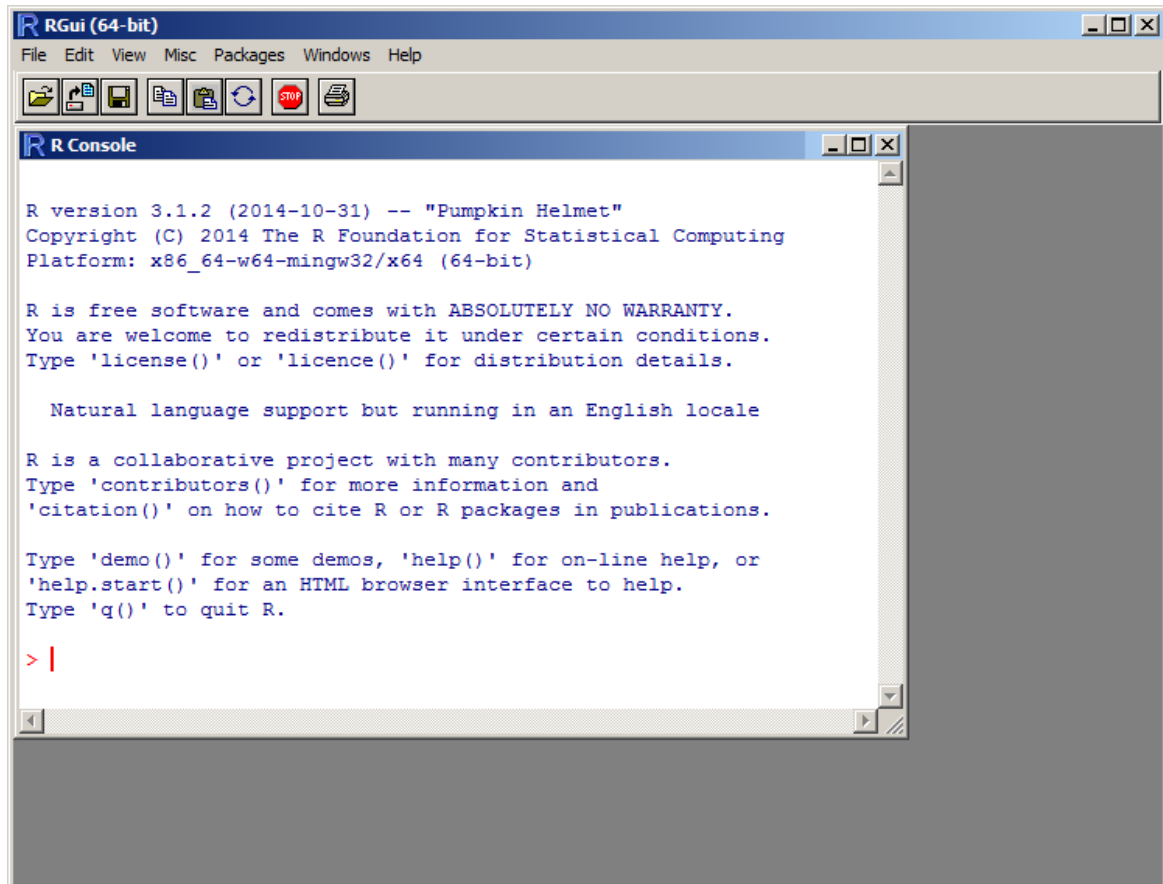 RGui (64-bit)
File Edit View Misc Packages Windows Help
STOP
R Console
R version 3.1.2 (2014-10-31) -- "Pumpkin Helmet"
Copyright (C) 2014 The R Foundation for Statistical Computing
Platform: x86_64-w64-mingw32/x64 (64-bit)
R is free software and comes with ABSOLUTELY NO WARRANTY.
You are welcome to redistribute it under certain conditions.
Type 'license()' or 'licence()' for distribution details.
Natural language support but running in an English locale
R is a collaborative project with many contributors.
Type 'contributors()' for more information and
'citation()' on how to cite R or R packages in publications.
Type 'demo()' for some demos, 'help()' for on-line help, or
'help.start()' for an HTML browser interface to help.
Type 'q()' to quit R.
>